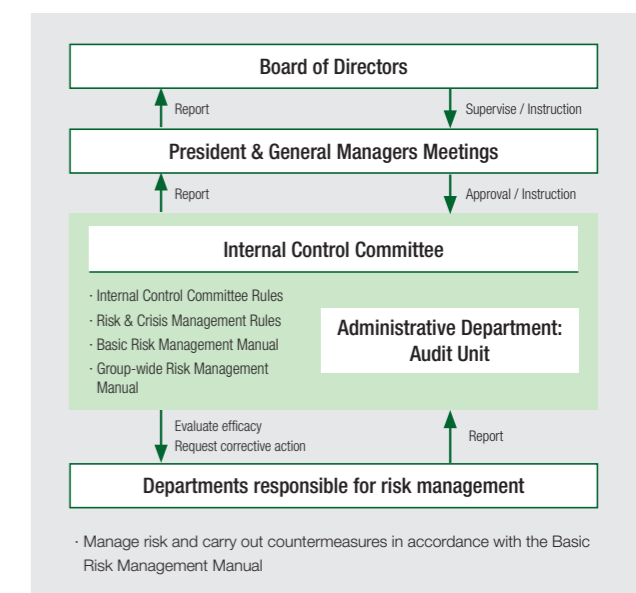 Board of Directors
Report
Supervise / Instruction
President & General Managers Meetings
Report
Approval / Instruction
Internal Control Committee
· Internal Control Committee Rules
· Risk & Crisis Management Rules
· Basic Risk Management Manual
· Group-wide Risk Management
Manual
Administrative Department:
Audit Unit
Evaluate efficacy
Request corrective action
Report
Departments responsible for risk management
· Manage risk and carry out countermeasures in accordance with the Basic
Risk Management Manual